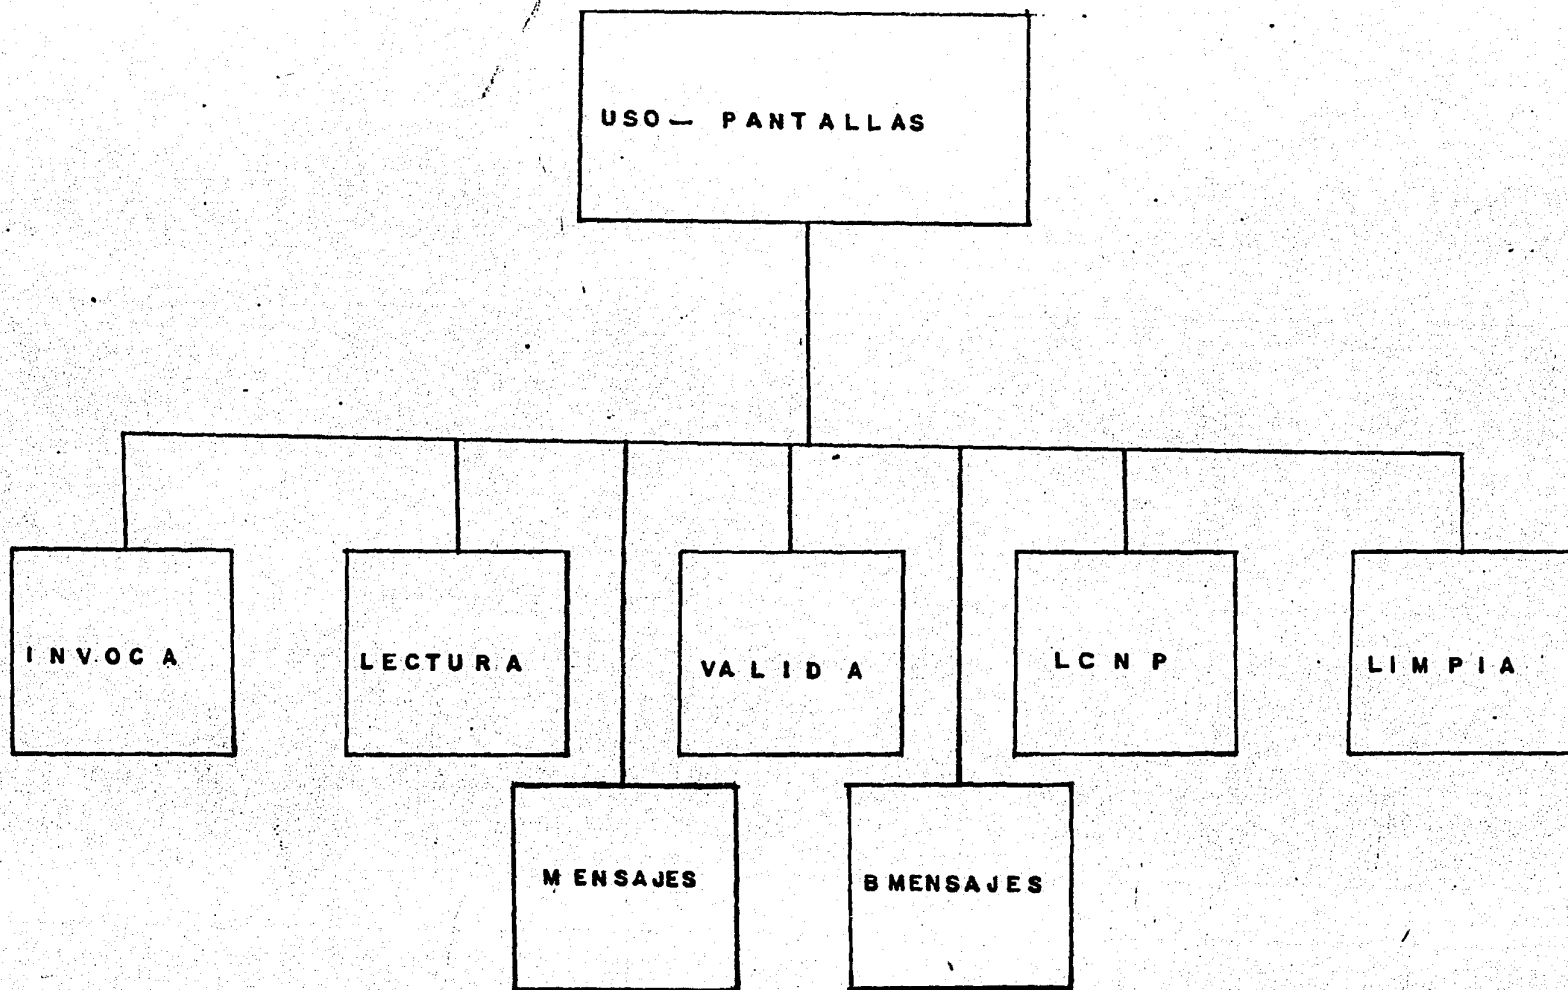 USO— PANTALLAS
INVOCA
LECTURA
VALIDA
LCNP
LIMPIA
MENSAJES
BMENSAJES